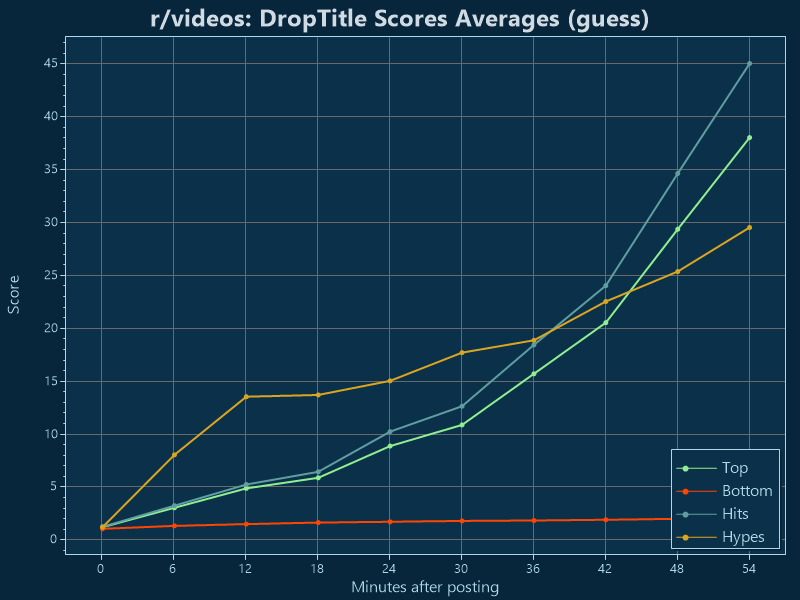 r/videos: DropTitle Scores Averages (guess)
45
40
35
30
25
20
15
10
5
0
Score
0 6 12 18 24 30 36 42 48 54
Minutes after posting
Top
Bottom
Hits
Hypes